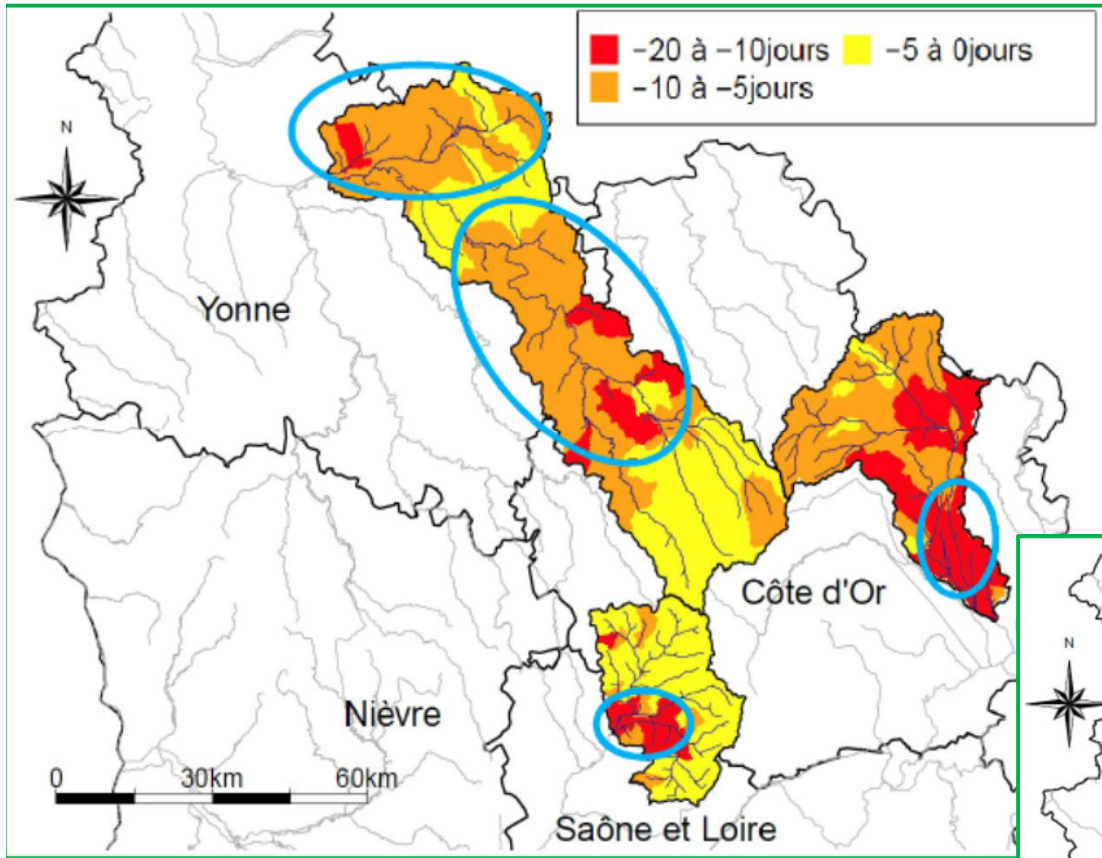 −20 à −10jours
−5 à 0jours
−10 à −5jours
N
Yonne
Côte d'Or
N
Nièvre
0 30km 60km
Saône et Loire